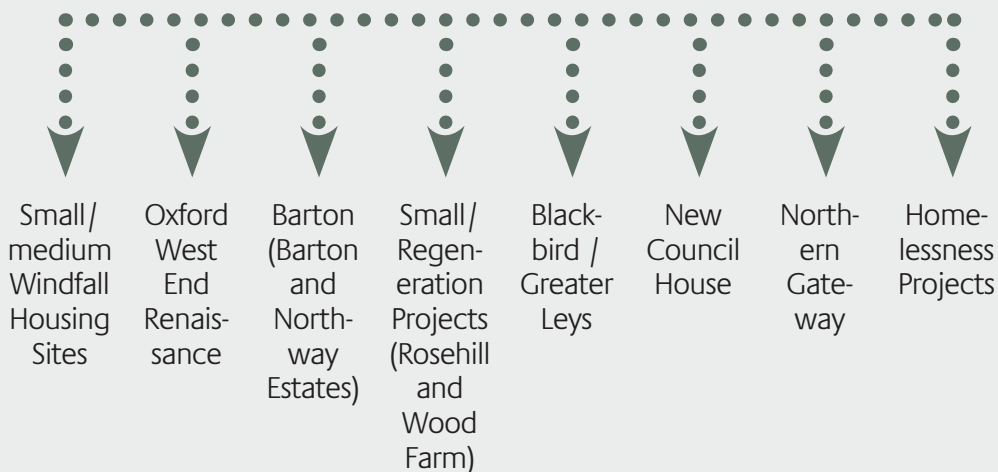 Small/
medium
Windfall
Housing
Sites
Oxford
West
End
Renais-
sance
Barton
(Barton
and
North-
way
Estates)
Small/
Regen-
eration
Projects
(Rosehill
and
Wood
Farm)
Black-
bird /
Greater
Leys
New
Council
House
North-
ern
Gate-
way
Home-
lessness
Projects